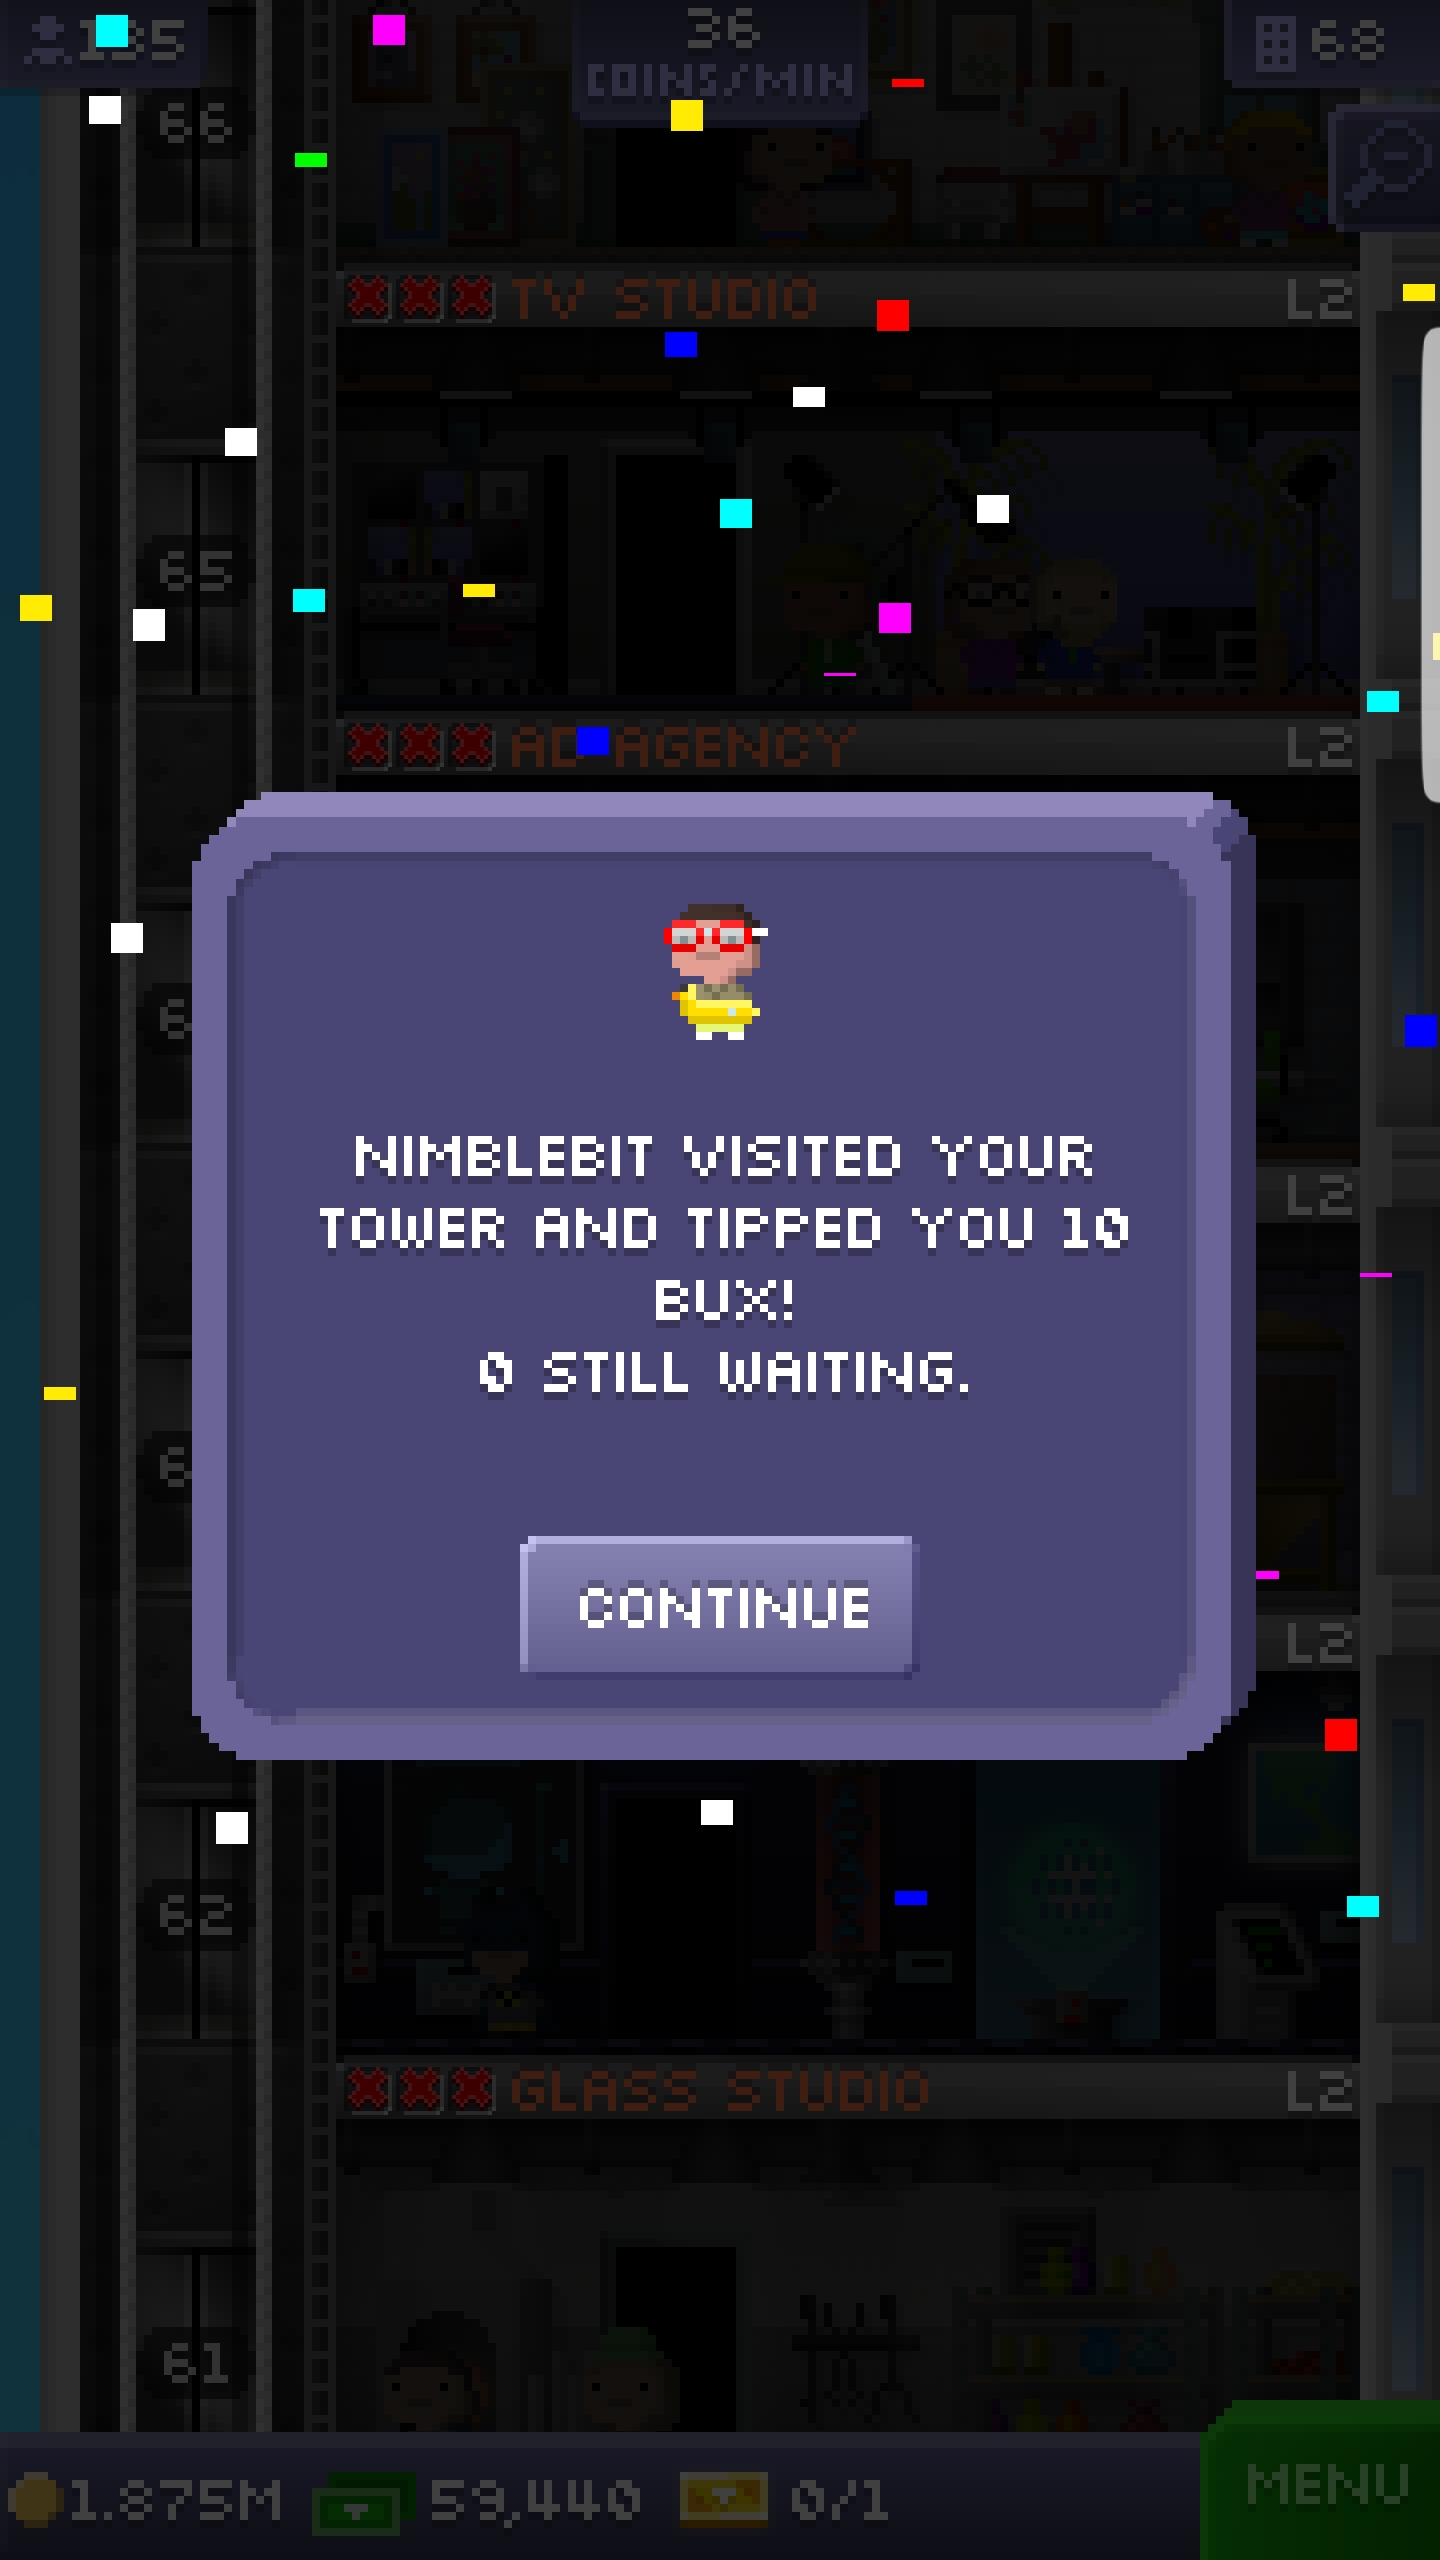 135
36
COINS/MIN
68
66
TV STUDIO L2
65
AD AGENCY L2
L2
NIMBLEBIT VISITED YOUR
TOWER AND TIPPED YOU 10
BUX!
0 STILL WAITING.
CONTINUE
L2
62
GLASS STUDIO L2
61
1.875M 59,440 0/1 MENU